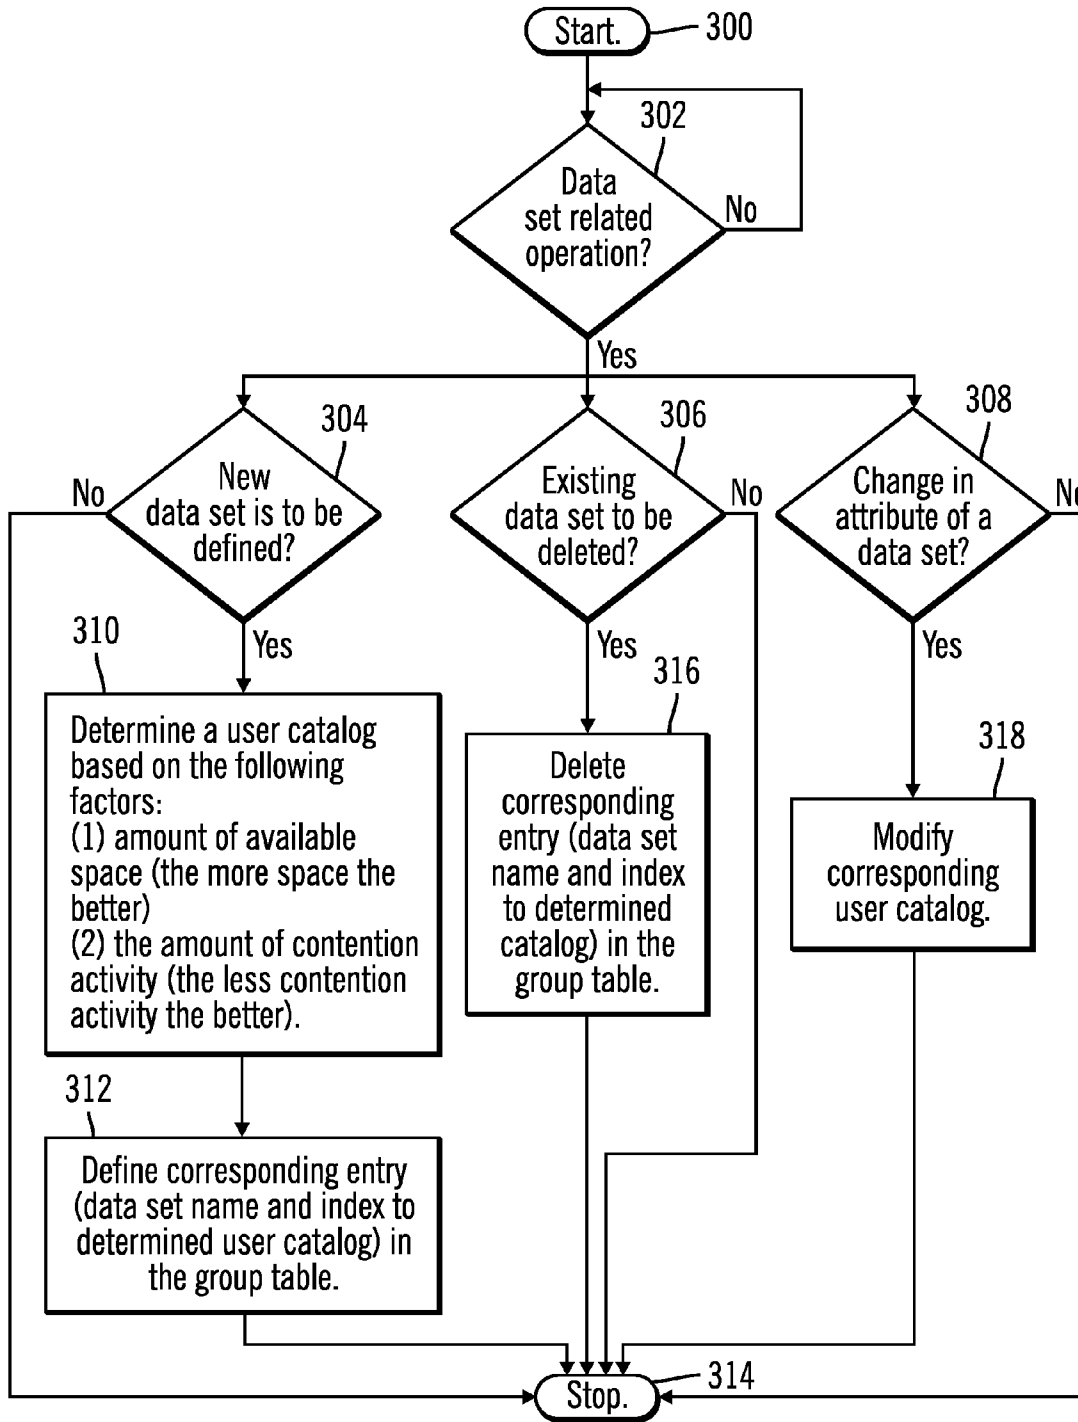 Start.
300
302
Data
set related
operation?
No
Yes
304
New
data set is to be
defined?
No
Yes
306
Existing
data set to be
deleted?
No
Yes
308
Change in
attribute of a
data set?
No
Yes
310
Determine a user catalog
based on the following
factors:
(1) amount of available
space (the more space the
better)
(2) the amount of contention
activity (the less contention
activity the better).
316
Delete
corresponding
entry (data set
name and index
to determined
catalog) in the
group table.
318
Modify
corresponding
user catalog.
312
Define corresponding entry
(data set name and index to
determined user catalog) in
the group table.
Stop.
314